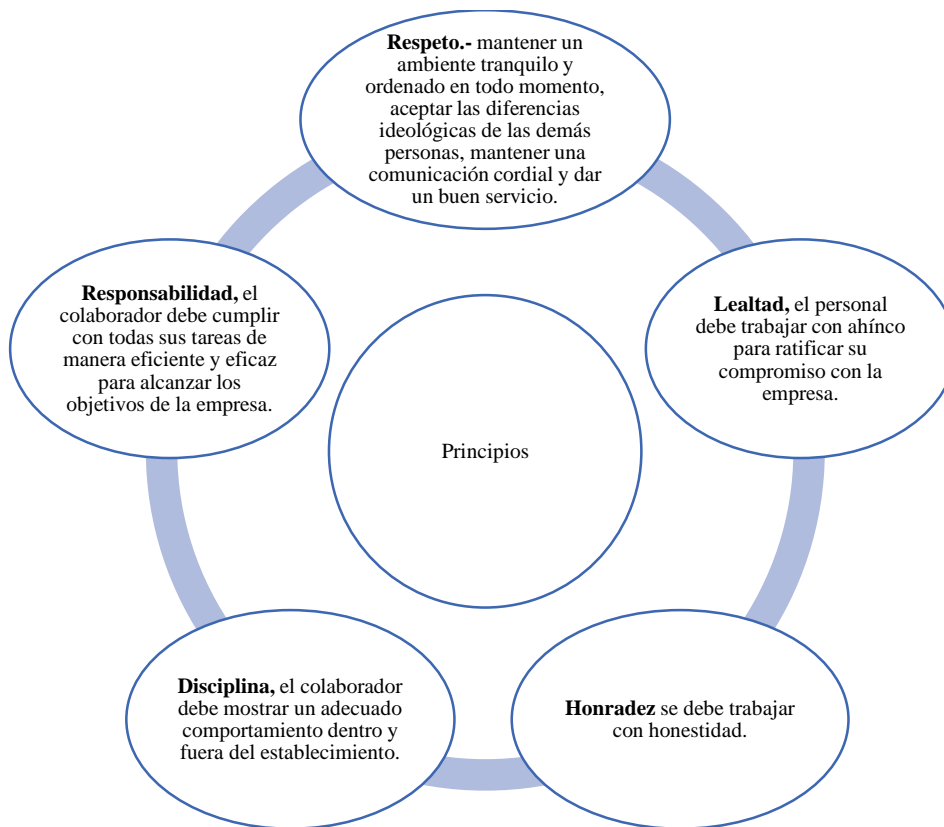 Respeto.- mantener un
ambiente tranquilo y
ordenado en todo momento,
aceptar las diferencias
ideológicas de las demás
personas, mantener una
comunicación cordial y dar
un buen servicio.
Lealtad, el personal
debe trabajar con ahínco
para ratificar su
compromiso con la
empresa.
Honradez se debe trabajar
con honestidad.
Disciplina, el colaborador
debe mostrar un adecuado
comportamiento dentro y
fuera del establecimiento.
Responsabilidad, el
colaborador debe cumplir
con todas sus tareas de
manera eficiente y eficaz
para alcanzar los
objetivos de la empresa.
Principios